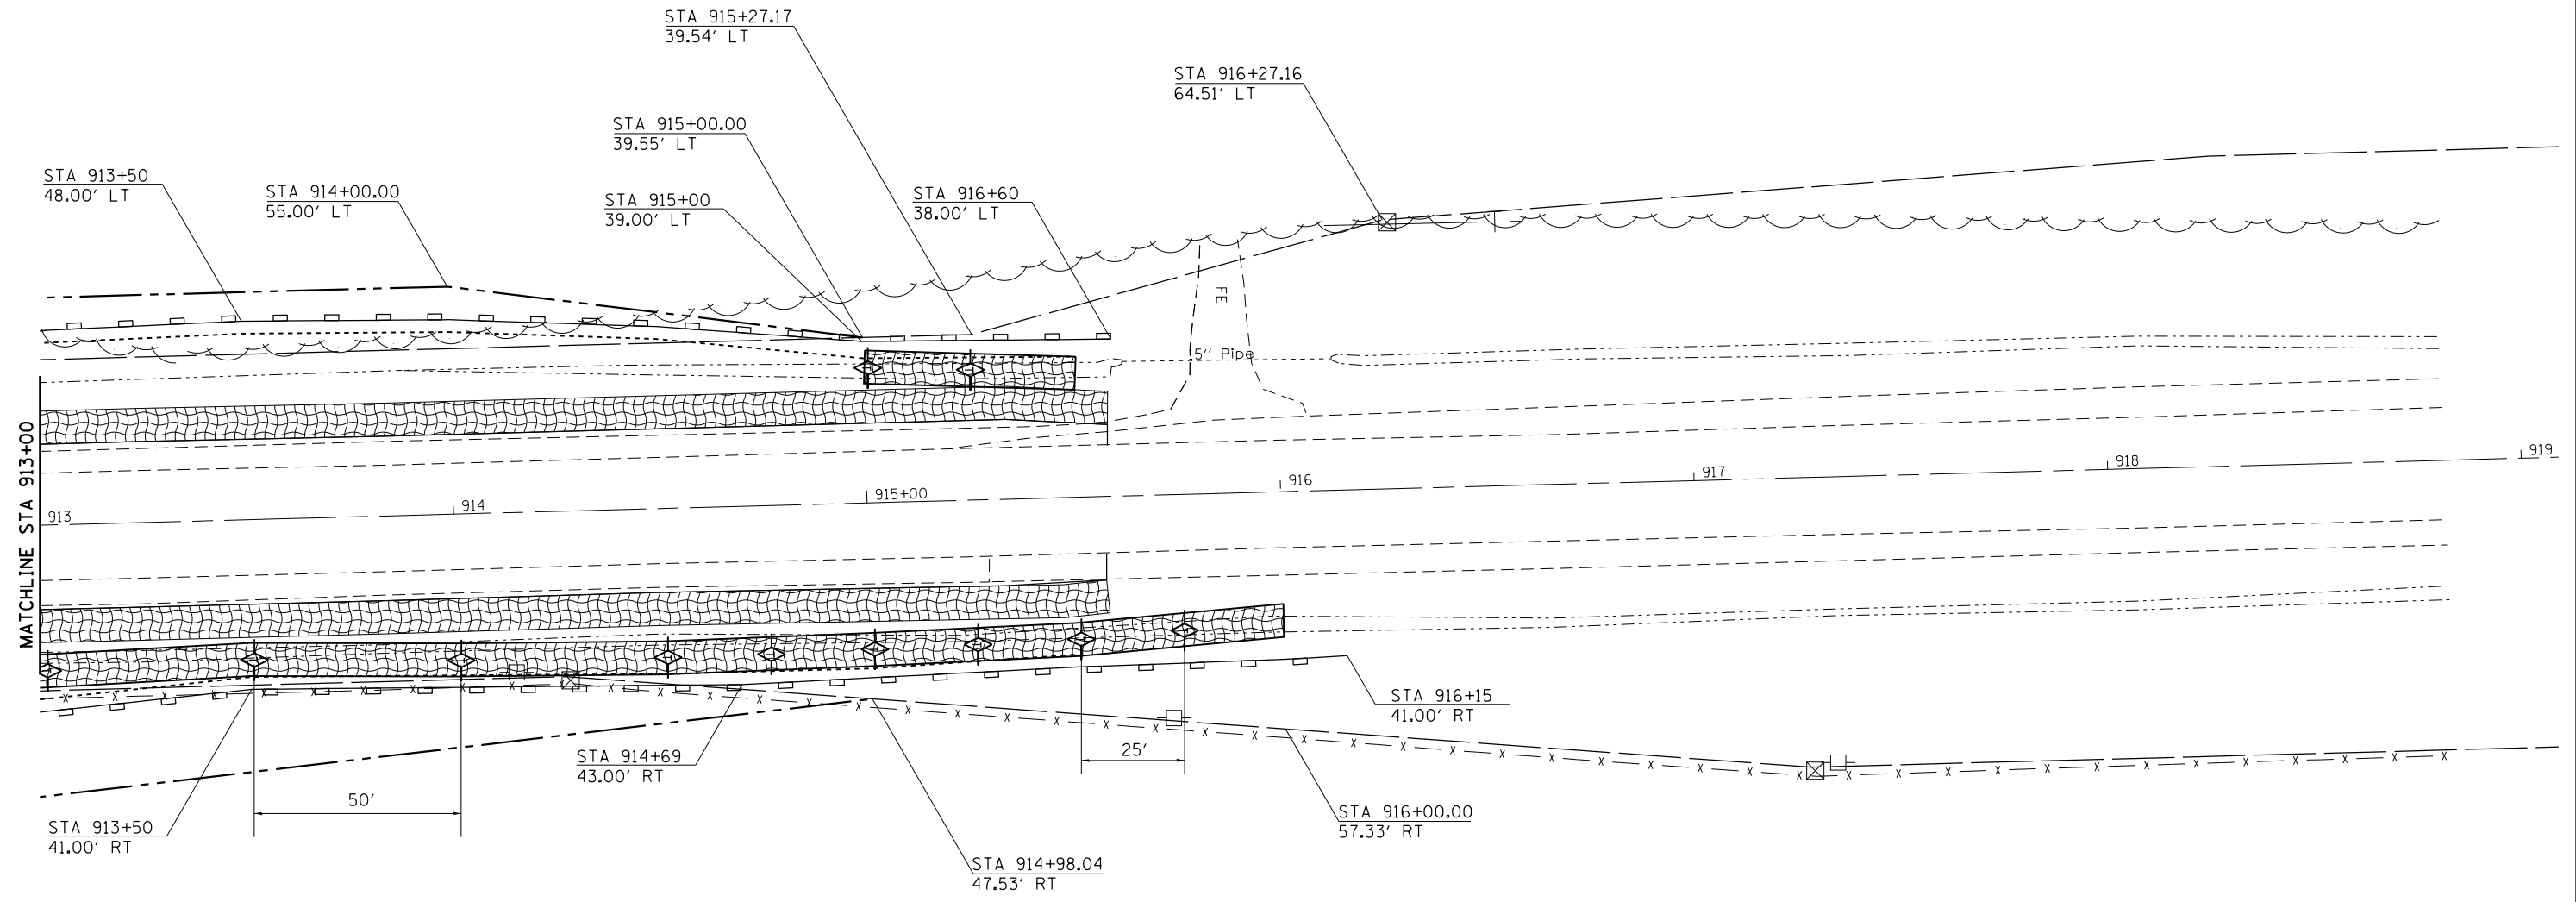 STA 915+27.17
39.54' LT
STA 916+27.16
64.51' LT
STA 915+00.00
39.55' LT
STA 913+50
48.00' LT
STA 914+00.00
55.00' LT
STA 915+00
39.00' LT
STA 916+60
38.00' LT
FE
15'' Pipe
MATCHLINE STA 913+00
913
914
915+00
916
917
918
919
STA 916+15
41.00' RT
25'
STA 914+69
43.00' RT
50'
STA 916+00.00
57.33' RT
STA 913+50
41.00' RT
STA 914+98.04
47.53' RT